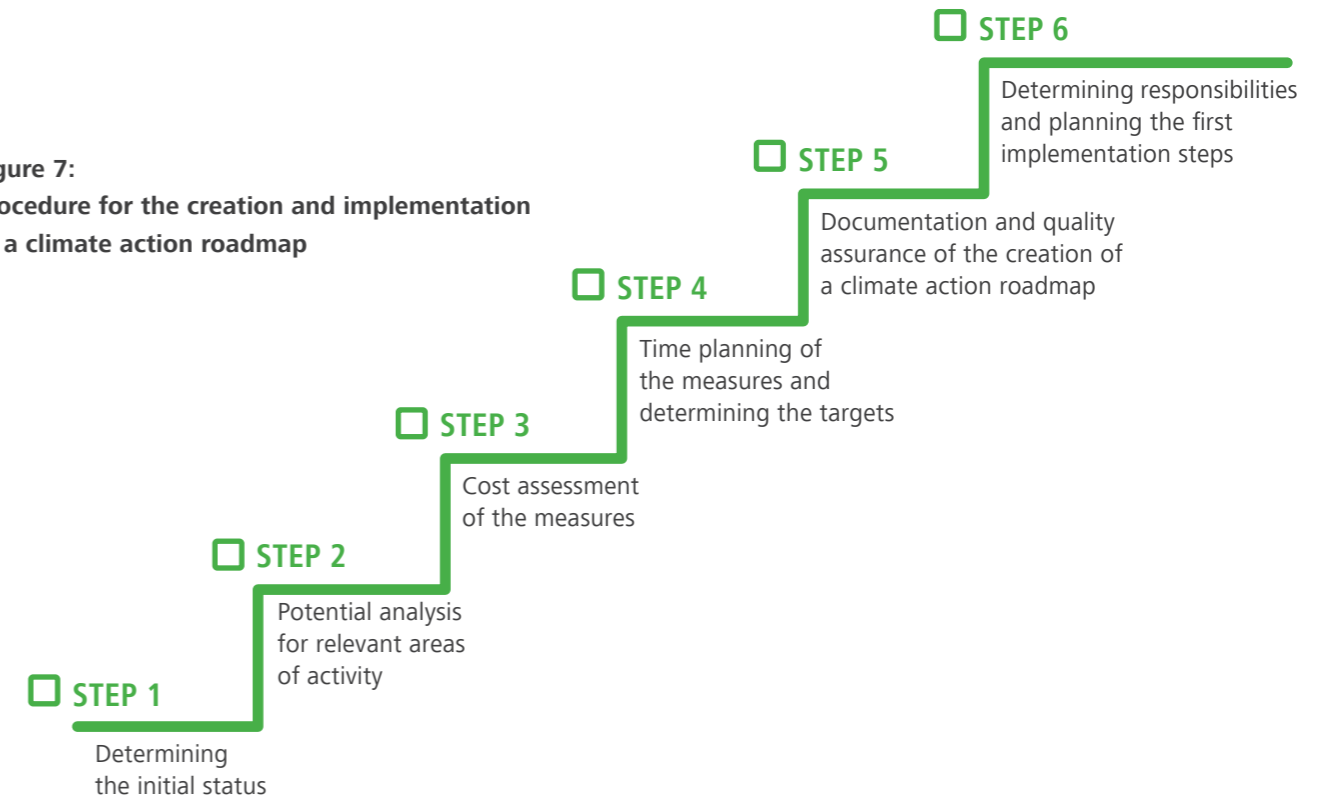 gure 7:
ocedure for the creation and implementation
a climate action roadmap
STEP 6
Determining responsibilities
and planning the first
implementation steps
STEP 5
Documentation and quality
assurance of the creation of
a climate action roadmap
STEP 4
Time planning of
the measures and
determining the targets
STEP 3
Cost assessment
of the measures
STEP 2
Potential analysis
for relevant areas
of activity
STEP 1
Determining
the initial status